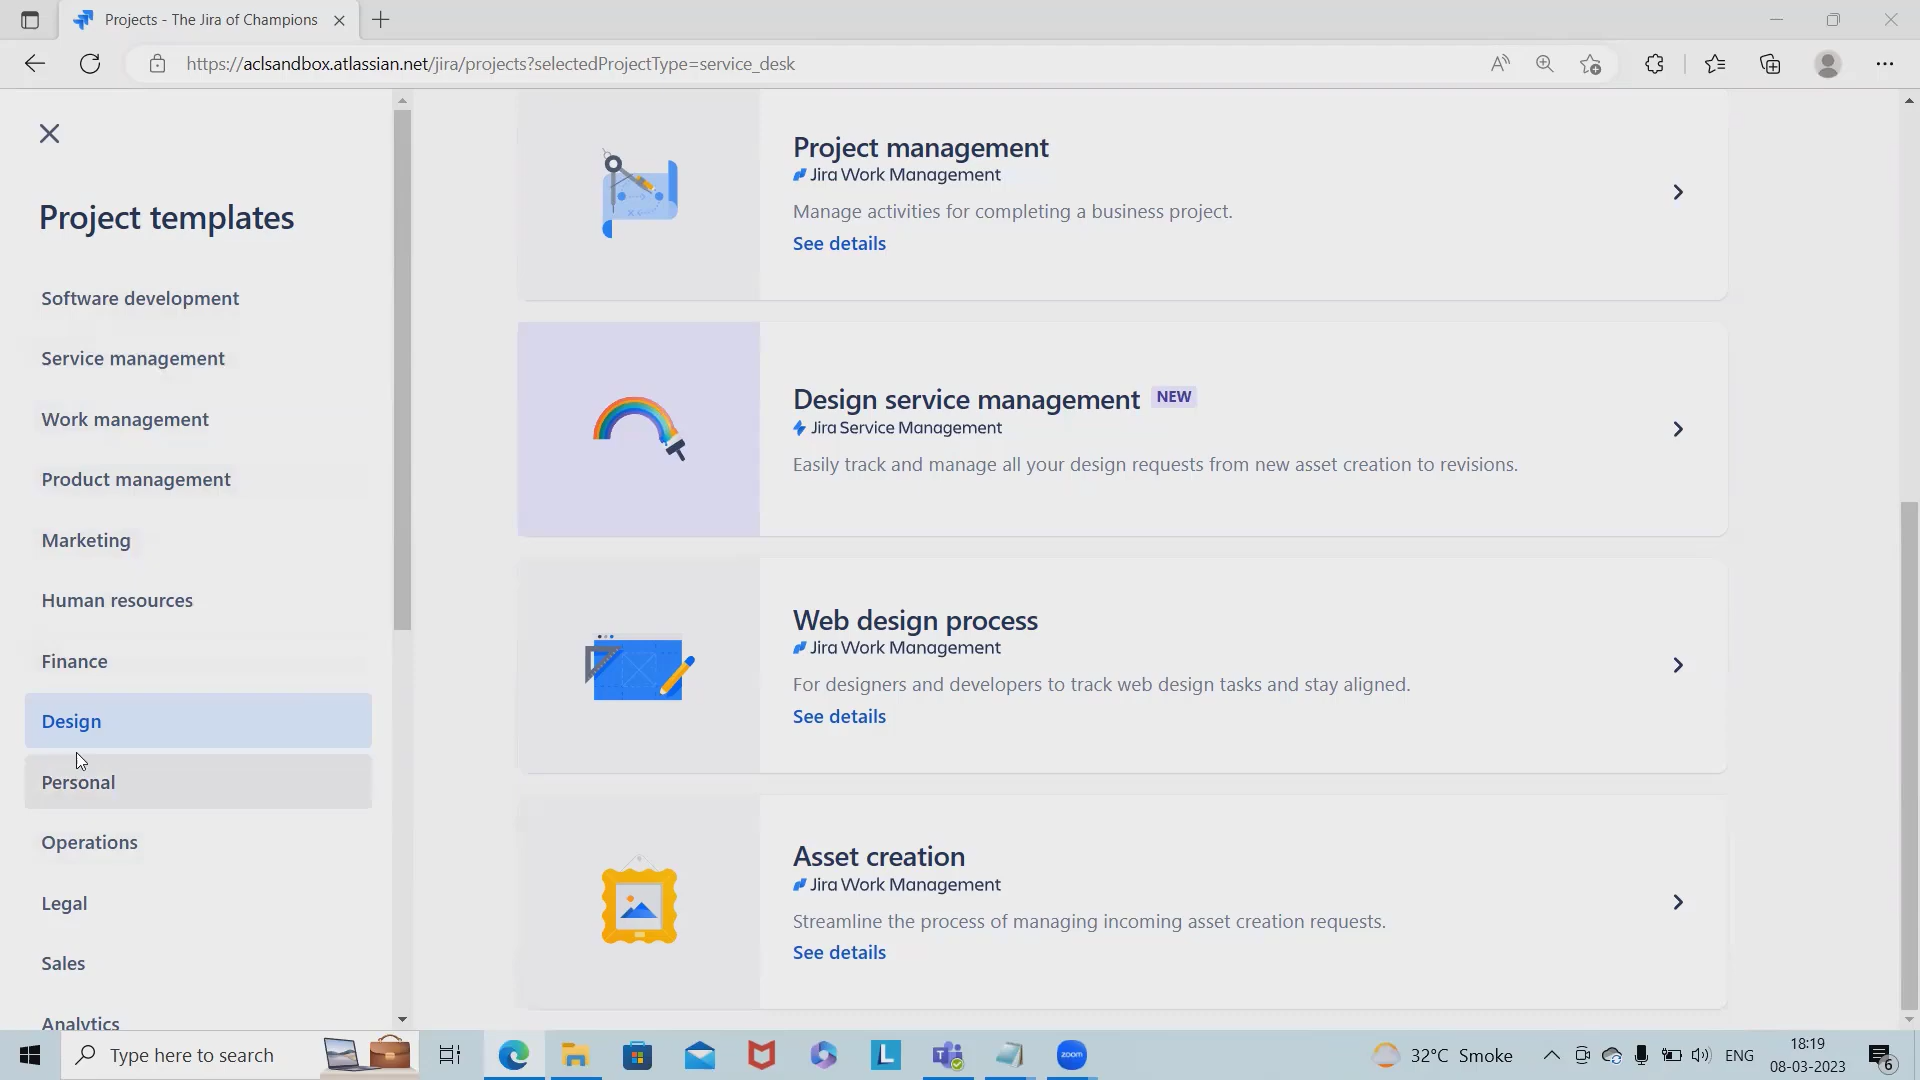 Projects - The Jira of Champions
https://aclsandbox.atlassian.net/jira/projects?selectedProjectType=service_desk
Project templates
Software development
Service management
Work management
Product management
Marketing
Human resources
Finance
Design
Personal
Operations
Legal
Sales
Analytics
Project management
Jira Work Management
Manage activities for completing a business project.
See details
Design service management NEW
Jira Service Management
Easily track and manage all your design requests from new asset creation to revisions.
Web design process
Jira Work Management
For designers and developers to track web design tasks and stay aligned.
See details
Asset creation
Jira Work Management
Streamline the process of managing incoming asset creation requests.
See details
Type here to search
L
zoom
32°C Smoke
ENG
18:19
08-03-2023
6